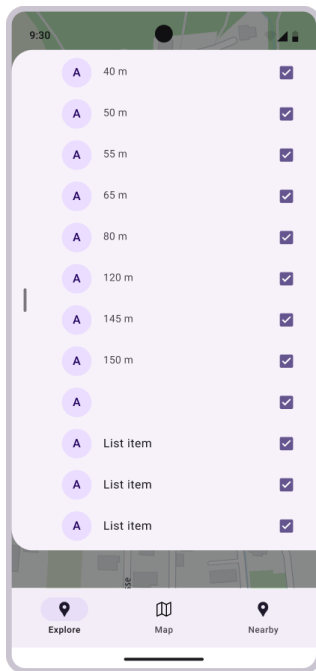 9:30
A 40 m
A 50 m
A 55 m
A 65 m
A 80 m
A 120 m
A 145 m
A 150 m
A
A List item
A List item
A List item
sse
Explore Map Nearby